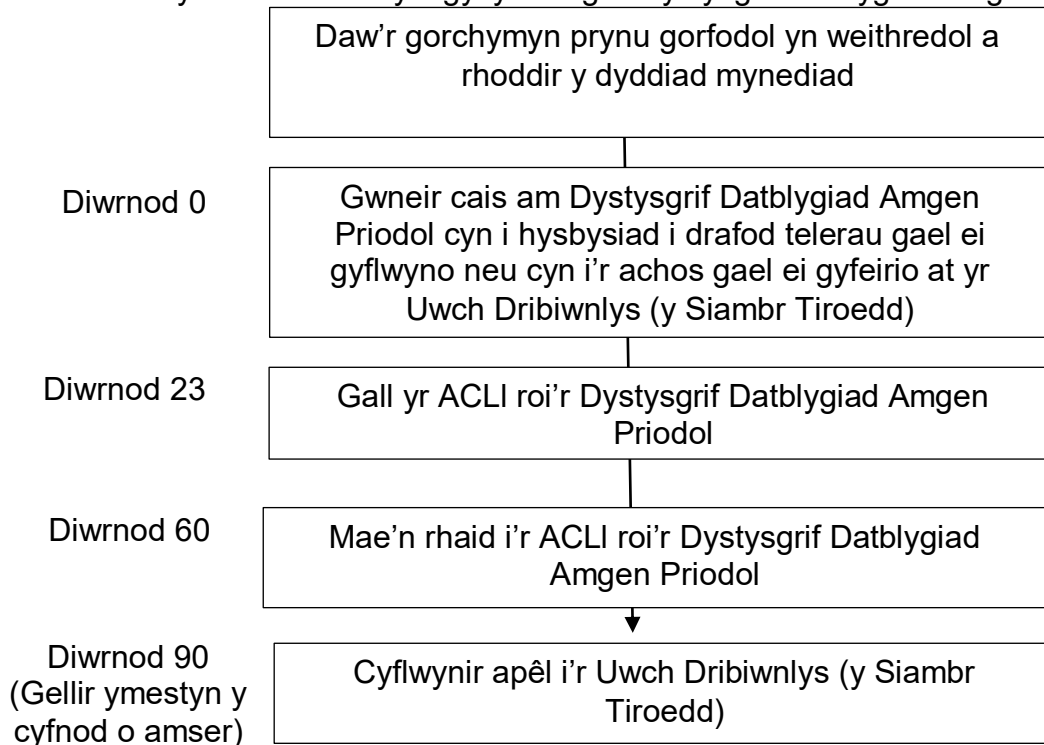 Daw’r gorchymyn prynu gorfodol yn weithredol a
rhoddir y dyddiad mynediad
Diwrnod 0
Gwneir cais am Dystysgrif Datblygiad Amgen
Priodol cyn i hysbysiad i drafod telerau gael ei
gyflwyno neu cyn i’r achos gael ei gyfeirio at yr
Uwch Dribiwnlys (y Siambr Tiroedd)
Diwrnod 23
Gall yr ACLl roi’r Dystysgrif Datblygiad Amgen
Priodol
Diwrnod 60
Mae’n rhaid i’r ACLl roi’r Dystysgrif Datblygiad
Amgen Priodol
Diwrnod 90
(Gellir ymestyn y
cyfnod o amser)
Cyflwynir apêl i’r Uwch Dribiwnlys (y Siambr
Tiroedd)